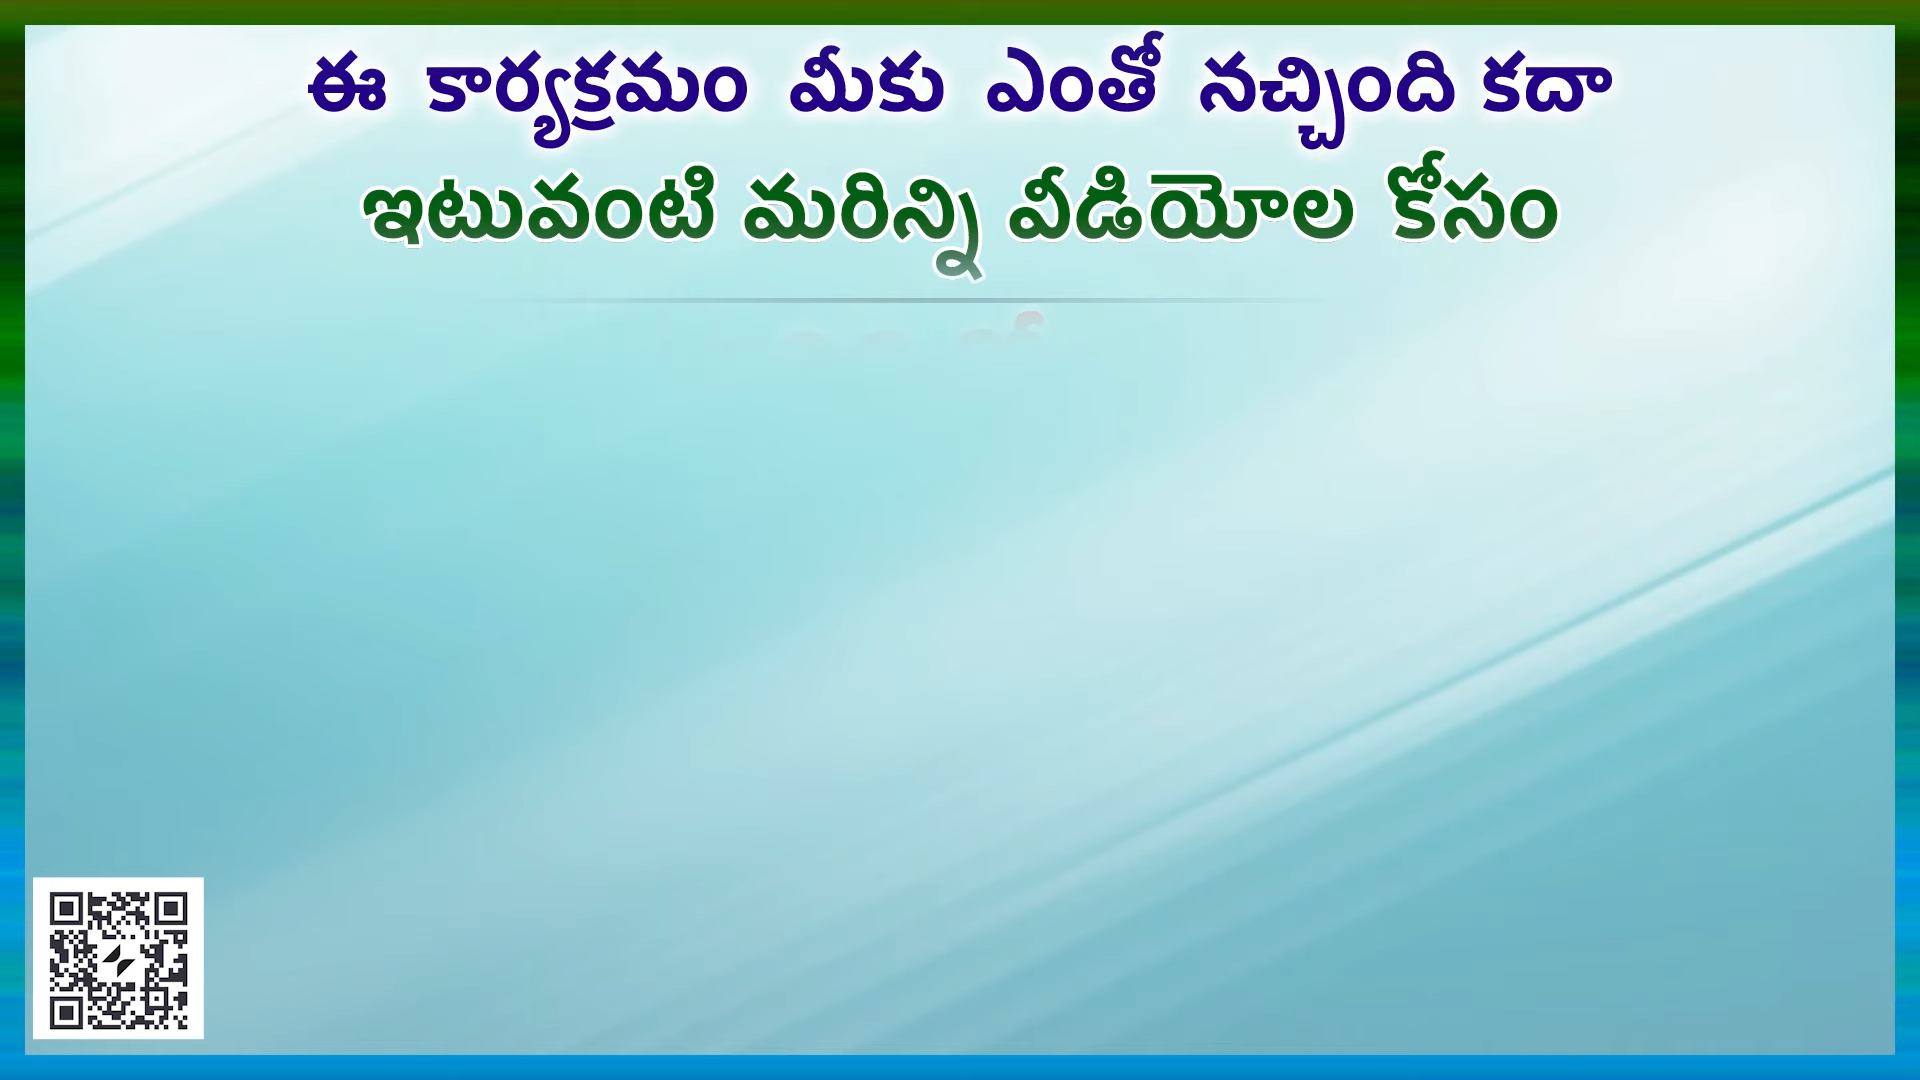 ఈ కార్యక్రమం మీకు ఎంతో నచ్చింది కదా
ఇటువంటి మరిన్ని వీడియోల కోసం